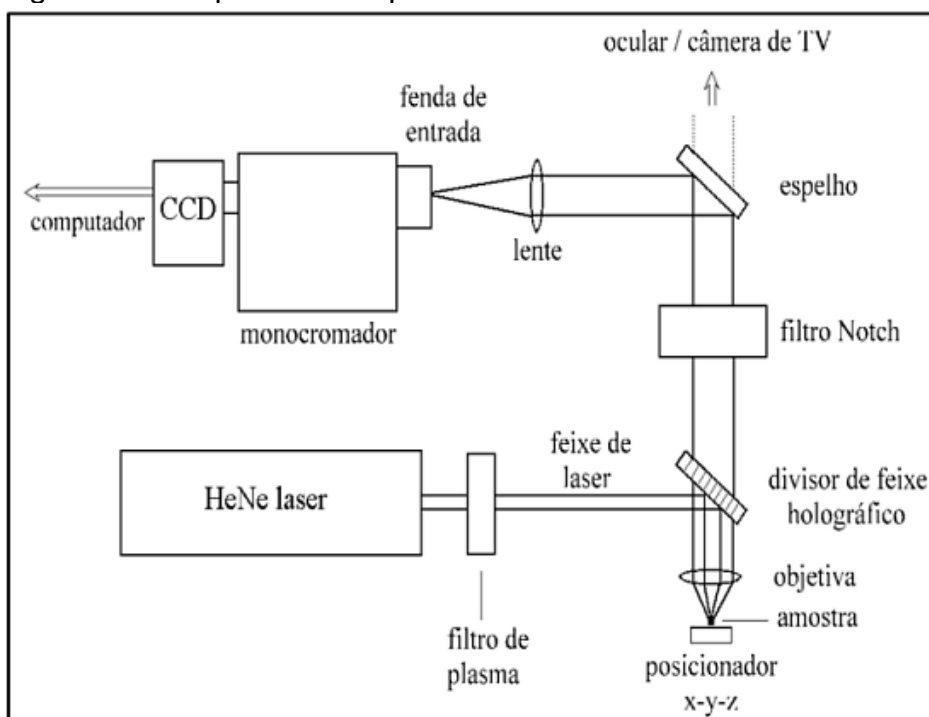 ocular / câmera de TV
fenda de
entrada
espelho
CCD
computador
lente
monocromador
filtro Notch
feixe de
laser
divisor de feixe
holográfico
HeNe laser
objetiva
amostra
filtro de
plasma
posicionador
x-y-z